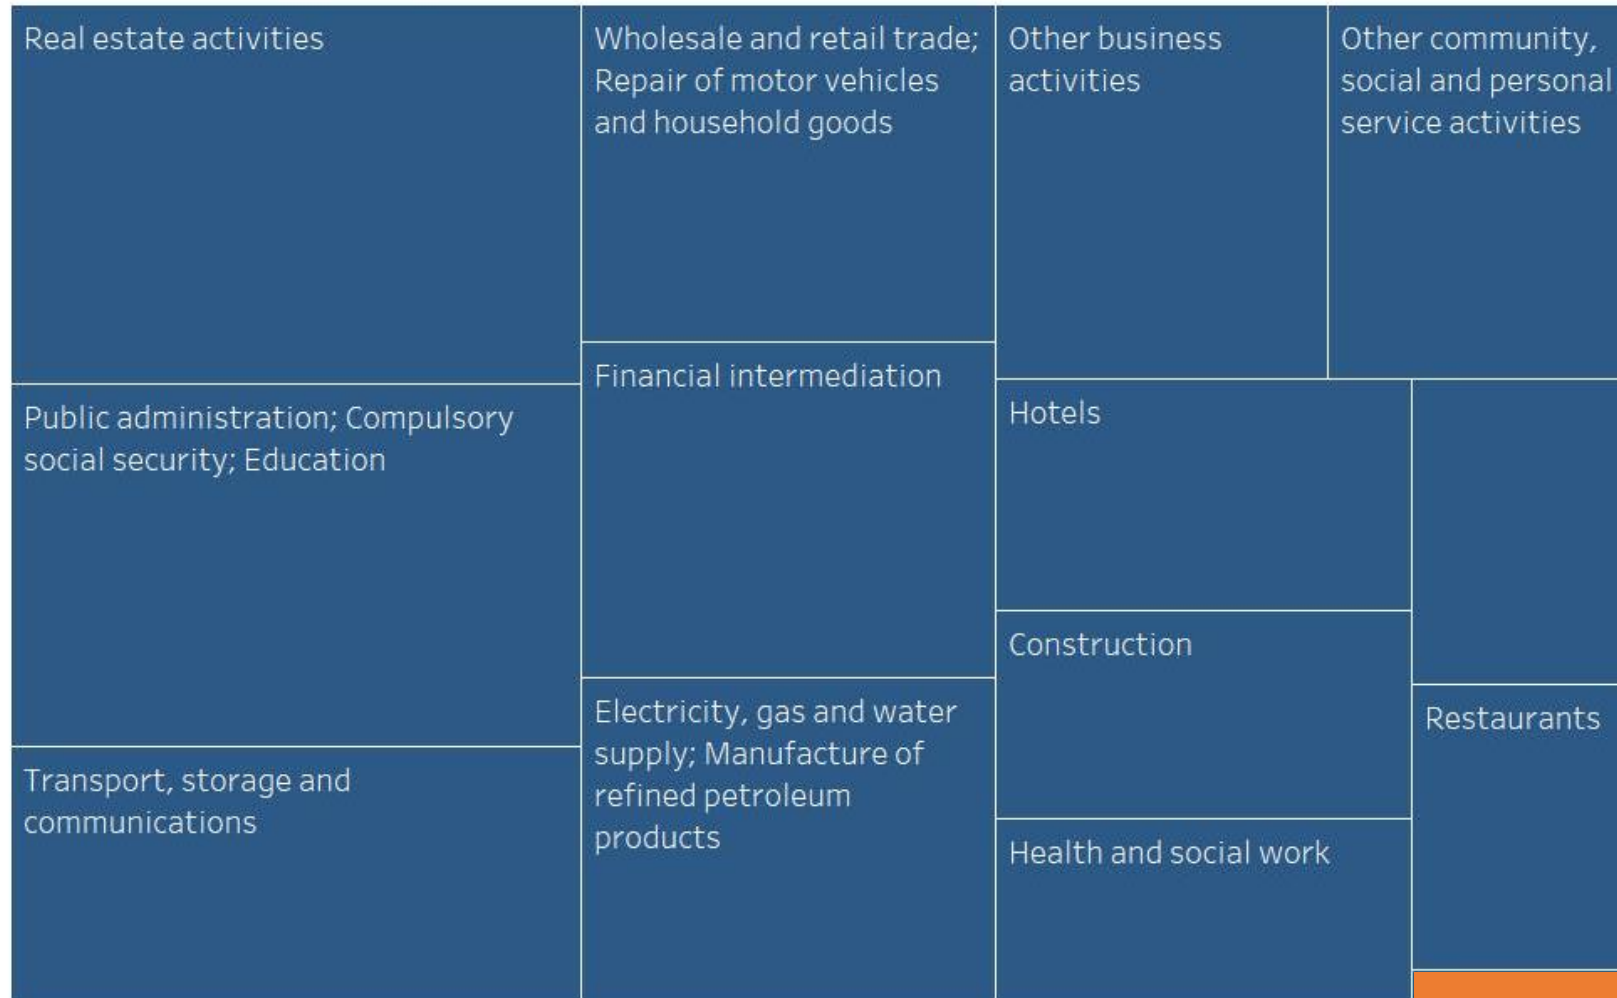 Real estate activities
Public administration; Compulsory
social security; Education
Transport, storage and
communications
Wholesale and retail trade;
Repair of motor vehicles
and household goods
Financial intermediation
Electricity, gas and water
supply; Manufacture of
refined petroleum
products
Other business
activities
Other community,
social and personal
service activities
Hotels
Construction
Health and social work
Restaurants